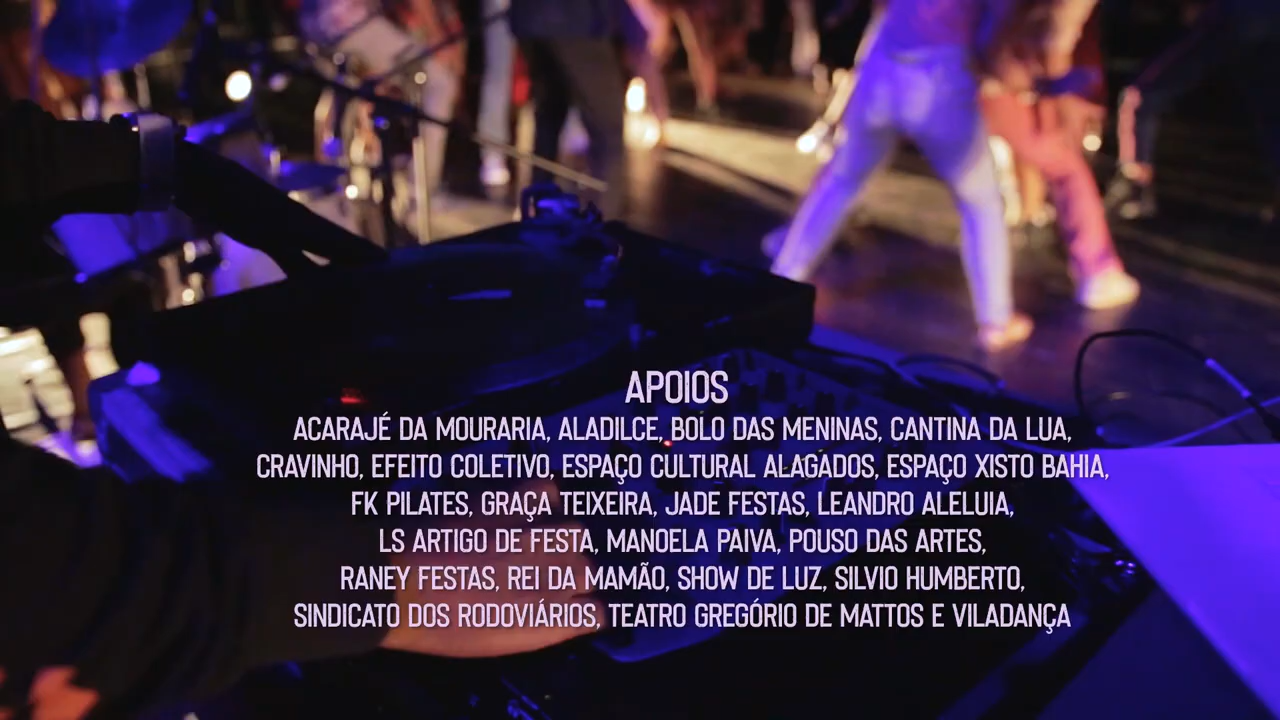 APOIOS
ACARAJÉ DA MOURARIA, ALADILCE, BOLO DAS MENINAS, CANTINA DA LUA,
CRAVINHO, EFEITO COLETIVO, ESPAÇO CULTURAL ALAGADOS, ESPAÇO XISTO BAHIA,
FK PILATES, GRAÇA TEIXEIRA, JADE FESTAS, LEANDRO ALELUIA,
LS ARTIGO DE FESTA, MANOELA PAIVA, POUSO DAS ARTES,
RANEY FESTAS, REI DA MAMÃO, SHOW DE LUZ, SILVIO HUMBERTO,
SINDICATO DOS RODOVIÁRIOS, TEATRO GREGÓRIO DE MATTOS E VILADANÇA